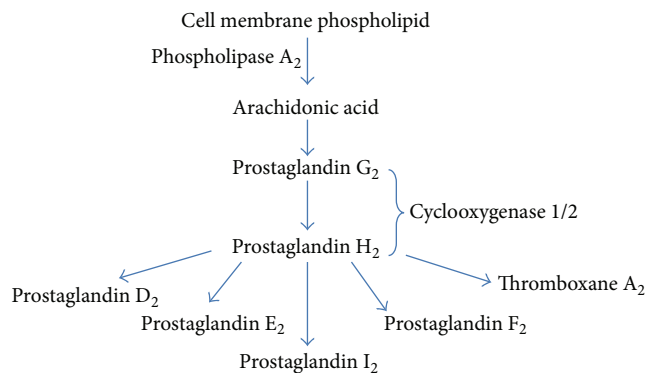 Cell membrane phospholipid
Phospholipase A₂
Arachidonic acid
Prostaglandin G₂
Cyclooxygenase 1/2
Prostaglandin H₂
Thromboxane A₂
Prostaglandin D₂
Prostaglandin E₂
Prostaglandin F₂
Prostaglandin I₂